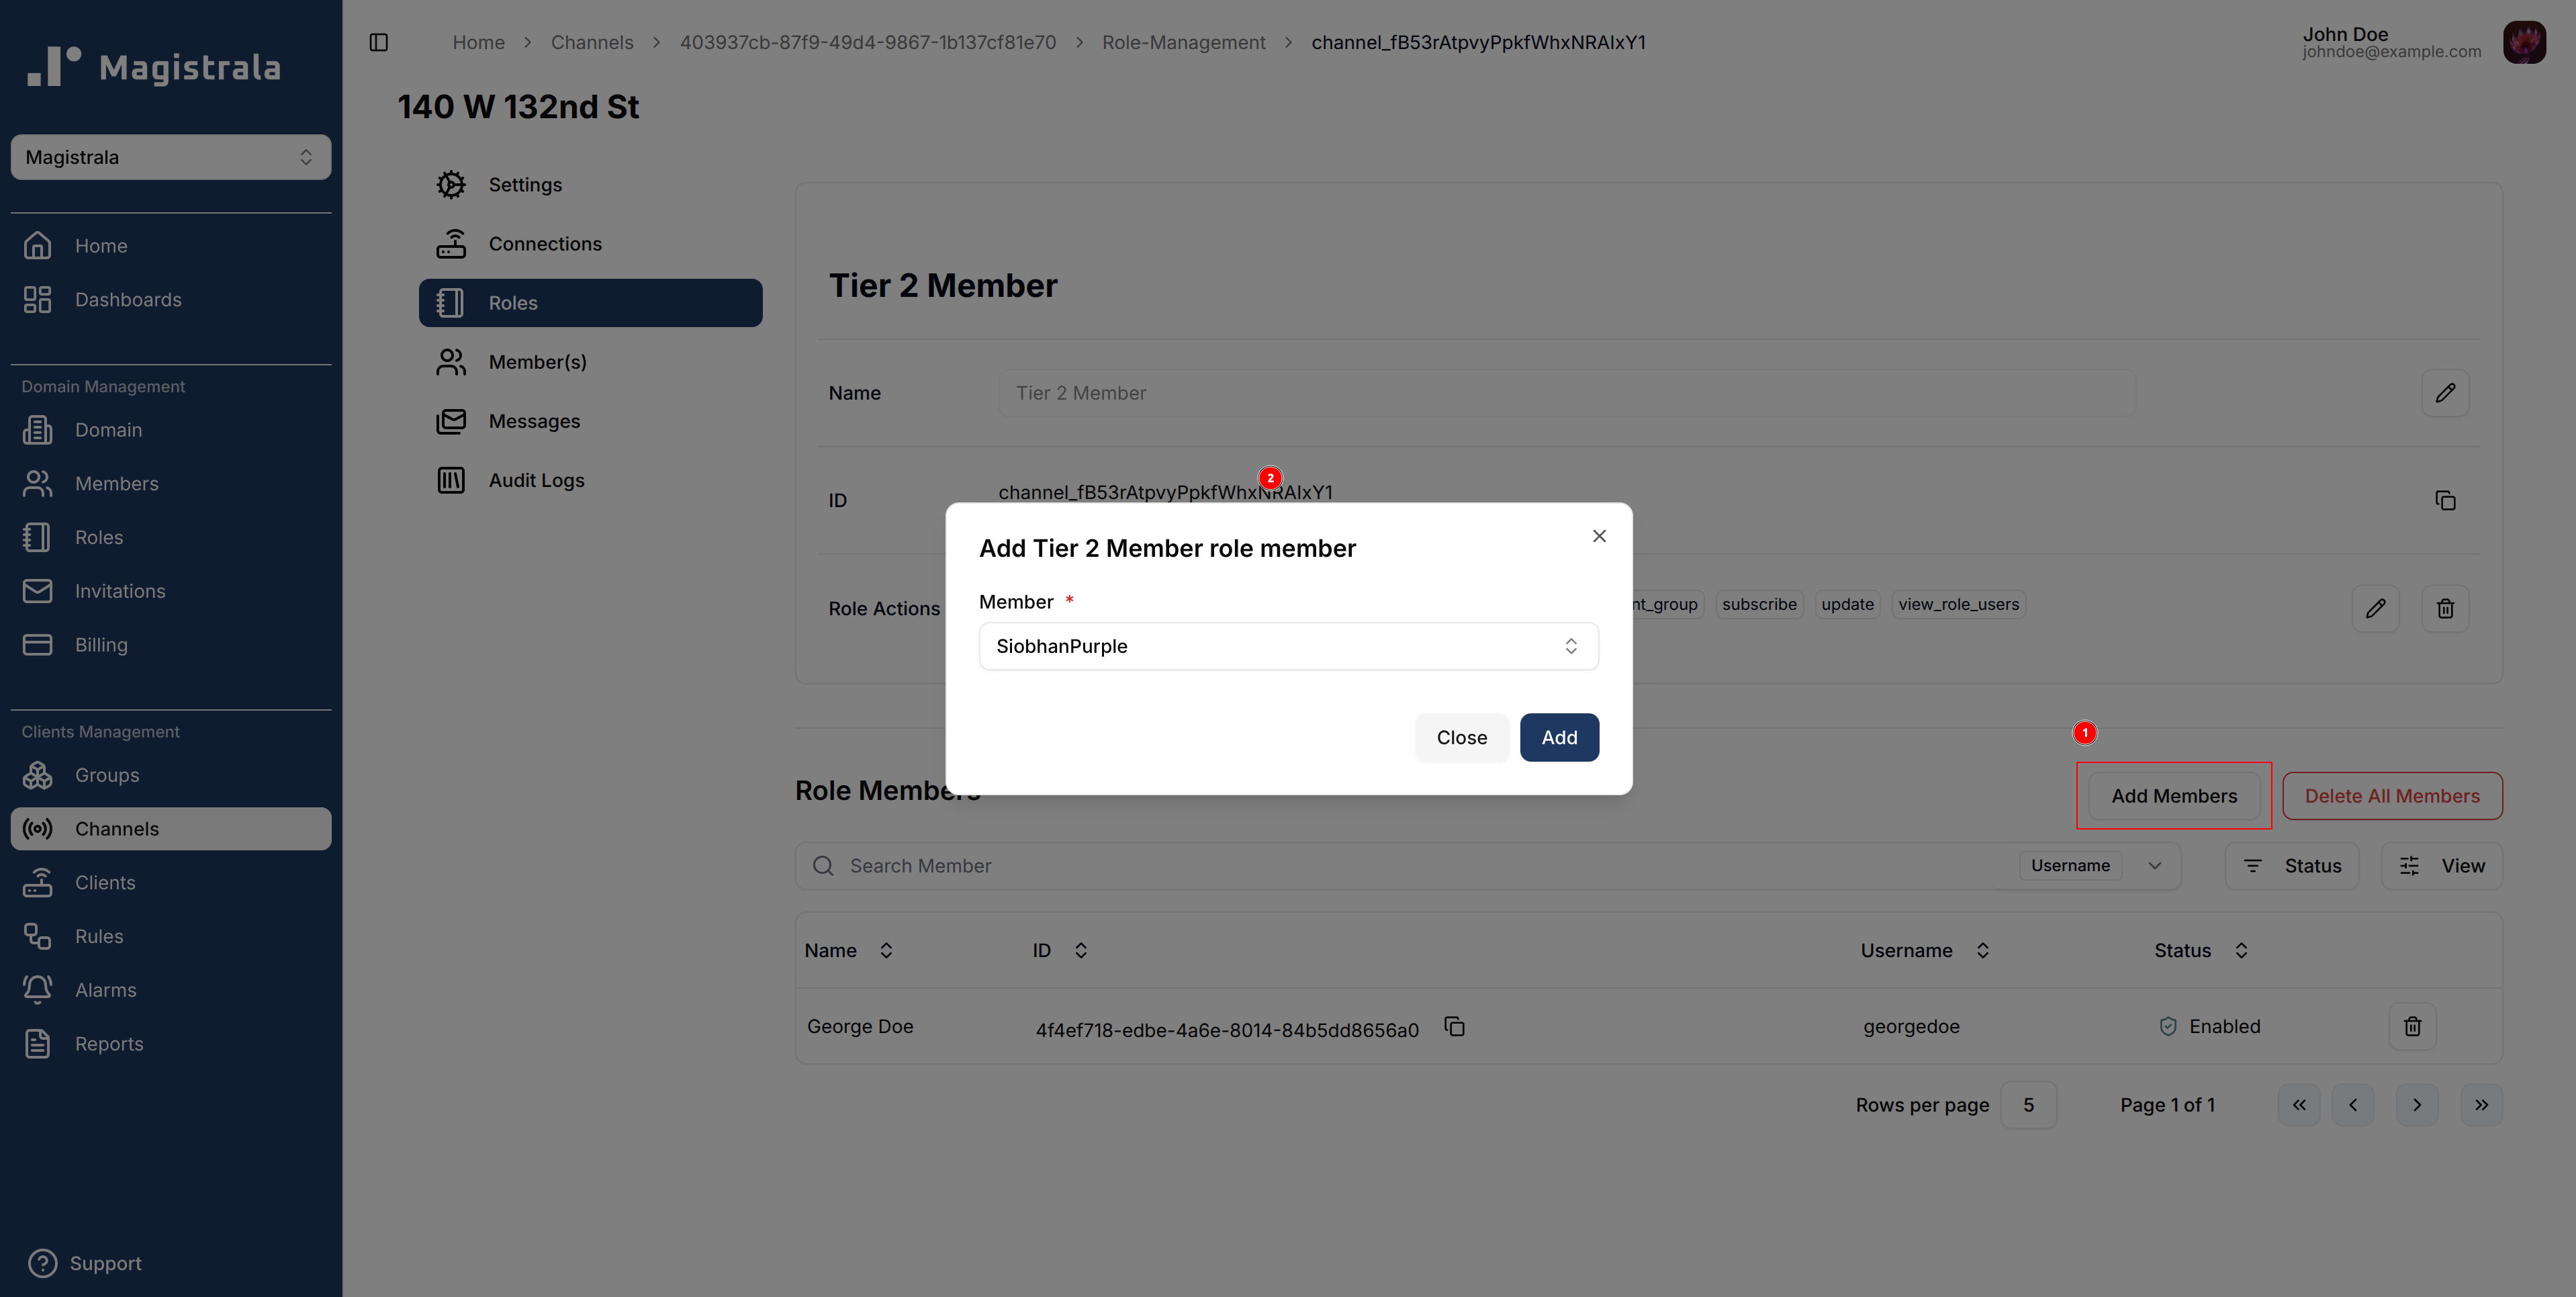 Magistrala
Magistrala
Home
Dashboards
Domain Management
Domain
Members
Roles
Invitations
Billing
Clients Management
Groups
Channels
Clients
Rules
Alarms
Reports
Support
Home > Channels > 403937cb-87f9-49d4-9867-1b137cf81e70 > Role-Management > channel_fB53rAtpvyPpkfWhxNRAIxY1
John Doe
johndoe@example.com
140 W 132nd St
Settings
Connections
Roles
Member(s)
Messages
Audit Logs
Tier 2 Member
Name Tier 2 Member
2
ID channel_fB53rAtpvyPpkfWhxNRAIxY1
Role Actions nt_group subscribe update view_role_users
Add Tier 2 Member role member
Member *
SiobhanPurple
Close Add
1
Role Members Add Members Delete All Members
Search Member Username Status View
Name ID Username Status
George Doe 4f4ef718-edbe-4a6e-8014-84b5dd8656a0 georgedoe Enabled
Rows per page 5 Page 1 of 1